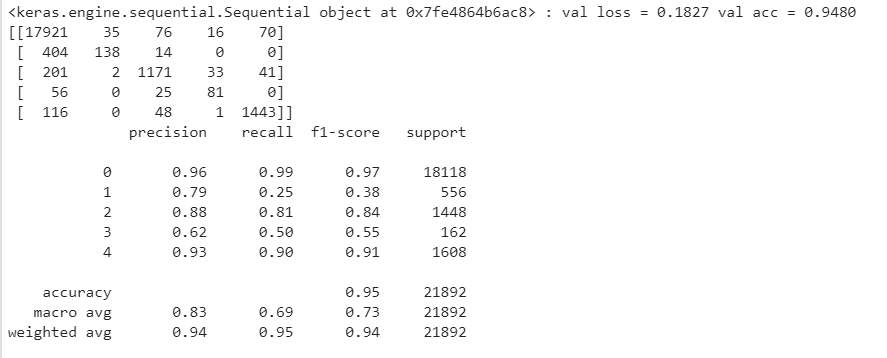 <keras.engine.sequential.Sequential object at 0x7fe4864b6ac8> : val loss = 0.1827 val acc = 0.9480
[[17921    35    76    16    70]
 [  404   138    14     0     0]
 [  201     2  1171    33    41]
 [   56     0    25    81     0]
 [  116     0    48     1  1443]]
              precision    recall  f1-score   support

           0       0.96      0.99      0.97     18118
           1       0.79      0.25      0.38       556
           2       0.88      0.81      0.84      1448
           3       0.62      0.50      0.55       162
           4       0.93      0.90      0.91      1608

    accuracy                           0.95     21892
   macro avg       0.83      0.69      0.73     21892
weighted avg       0.94      0.95      0.94     21892